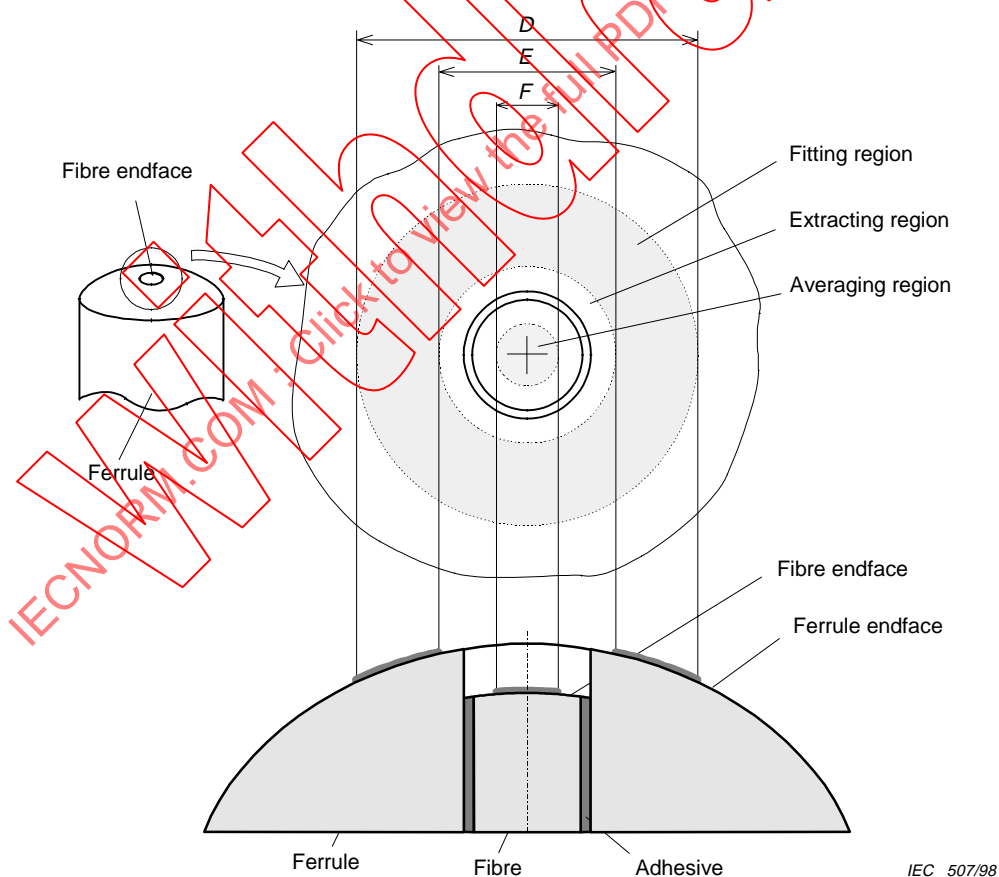 D
E
F
Fibre endface
Fitting region
Extracting region
Averaging region
Ferrule
IECNORM.COM : Click to view the full PDF
Fibre endface
Ferrule endface
Ferrule
Fibre
Adhesive
IEC 507/98